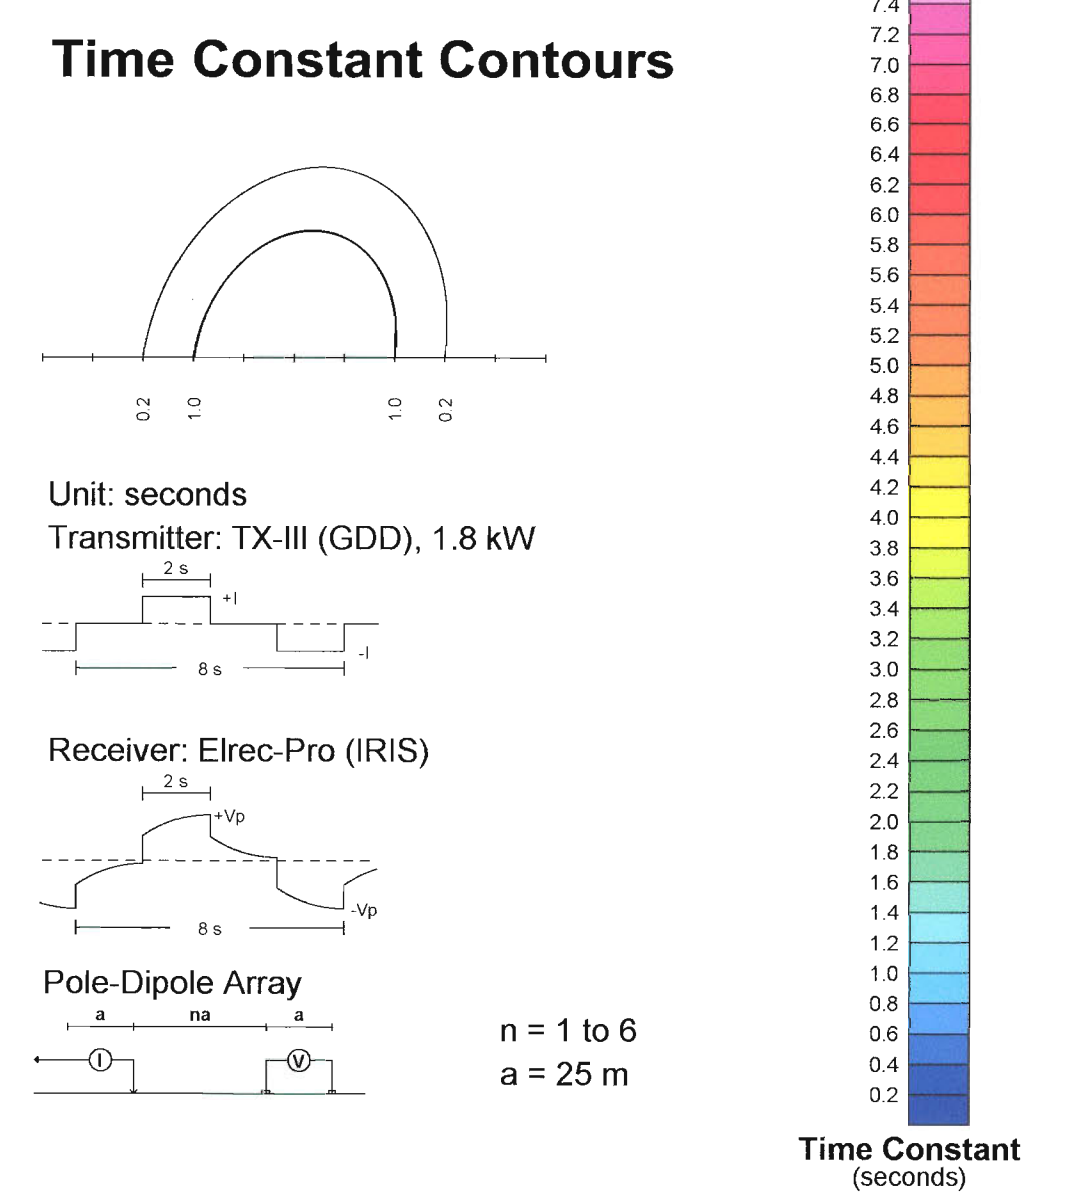 Time Constant Contours
0.2
1.0
1.0
0.2
Unit: seconds
Transmitter: TX-III (GDD), 1.8 kW
2 s
+I
-I
8 s
Receiver: Elrec-Pro (IRIS)
2 s
+Vp
-Vp
8 s
Pole-Dipole Array
a na a
I V
n = 1 to 6
a = 25 m
7.4
7.2
7.0
6.8
6.6
6.4
6.2
6.0
5.8
5.6
5.4
5.2
5.0
4.8
4.6
4.4
4.2
4.0
3.8
3.6
3.4
3.2
3.0
2.8
2.6
2.4
2.2
2.0
1.8
1.6
1.4
1.2
1.0
0.8
0.6
0.4
0.2
Time Constant
(seconds)